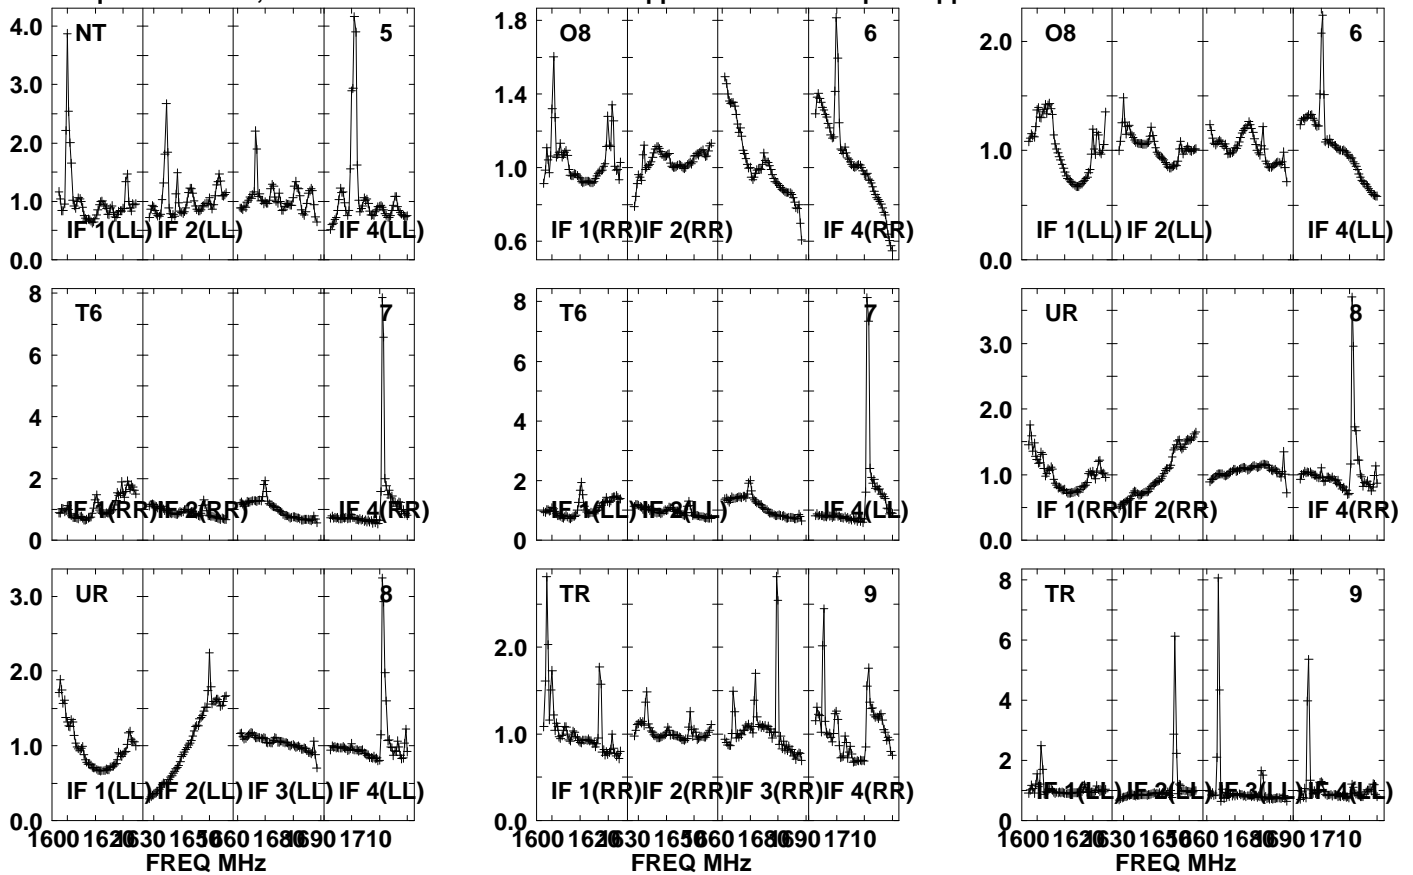 4.0 NT 5 1.8 O8 6 O8 6
3.0 1.4 2.0
2.0 1.0 1.0
1.0
IF 1(LL) IF 2(LL) IF 4(LL) IF 1(RR) IF 2(RR) IF 4(RR) IF 1(LL) IF 2(LL) IF 4(LL)
0.0 0.6 0.0
8 T6 7 8 T6 7 UR 8
6 6 3.0
4 4 2.0
2 2 1.0
IF 1(RR) IF 2(RR) IF 4(RR) IF 1(LL) IF 2(LL) IF 4(LL) IF 1(RR) IF 2(RR) IF 4(RR)
0 0 0.0
UR 8 TR 9 8 TR 9
3.0 6
2.0 2.0 4
1.0 1.0 2
IF 1(LL) IF 2(LL) IF 3(LL) IF 4(LL) IF 1(RR) IF 2(RR) IF 3(RR) IF 4(RR) IF 1(LL) IF 2(LL) IF 3(LL) IF 4(LL)
0.0 0.0 0
1600 1620 1630 1650 1660 1680 1690 1710 1600 1620 1630 1650 1660 1680 1690 1710 1600 1620 1630 1650 1660 1680 1690 1710
FREQ MHz FREQ MHz FREQ MHz